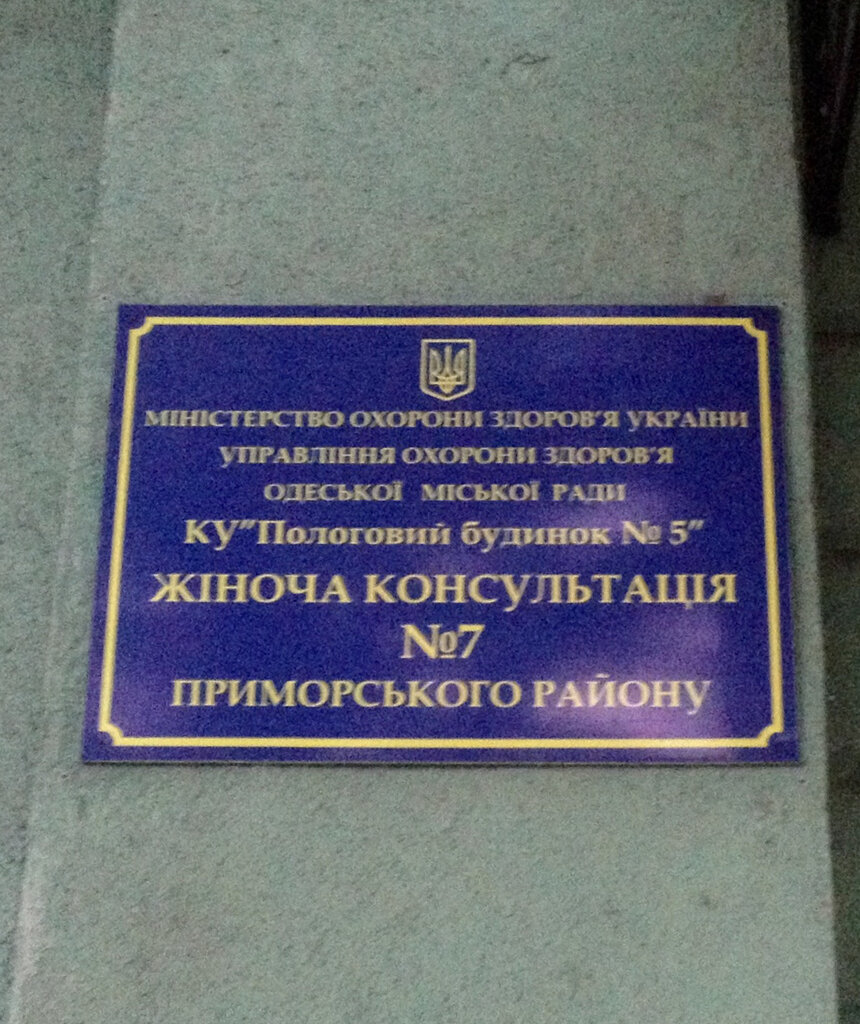 МІНІСТЕРСТВО ОХОРОНИ ЗДОРОВ'Я УКРАЇНИ
УПРАВЛІННЯ ОХОРОНИ ЗДОРОВ'Я
ОДЕСЬКОЇ МІСЬКОЇ РАДИ
КУ"Пологовий будинок № 5"
ЖІНОЧА КОНСУЛЬТАЦІЯ
№7
ПРИМОРСЬКОГО РАЙОНУ